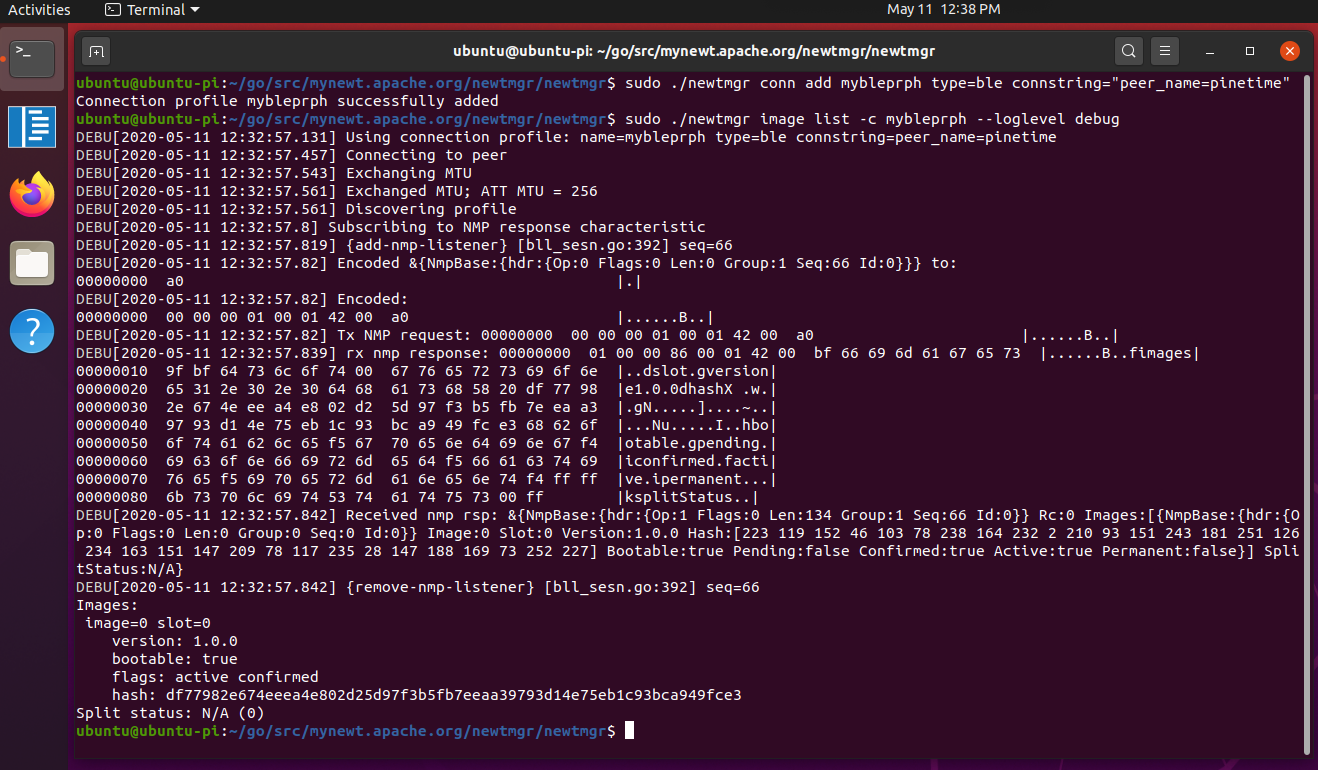 Activities
Terminal
May 11 12:38 PM
ubuntu@ubuntu-pi: ~/go/src/mynewt.apache.org/newtmgr/newtmgr
ubuntu@ubuntu-pi:~/go/src/mynewt.apache.org/newtmgr/newtmgr$ sudo ./newtmgr conn add mybleprph type=ble connstring="peer_name=pinetime"
Connection profile mybleprph successfully added
ubuntu@ubuntu-pi:~/go/src/mynewt.apache.org/newtmgr/newtmgr$ sudo ./newtmgr image list -c mybleprph --loglevel debug
DEBU[2020-05-11 12:32:57.131] Using connection profile: name=mybleprph type=ble connstring=peer_name=pinetime
DEBU[2020-05-11 12:32:57.457] Connecting to peer
DEBU[2020-05-11 12:32:57.543] Exchanging MTU
DEBU[2020-05-11 12:32:57.561] Exchanged MTU; ATT MTU = 256
DEBU[2020-05-11 12:32:57.561] Discovering profile
DEBU[2020-05-11 12:32:57.8] Subscribing to NMP response characteristic
DEBU[2020-05-11 12:32:57.819] {add-nmp-listener} [bll_sesn.go:392] seq=66
DEBU[2020-05-11 12:32:57.82] Encoded &{NmpBase:{hdr:{Op:0 Flags:0 Len:0 Group:1 Seq:66 Id:0}}} to:
00000000  a0                                                |.|
DEBU[2020-05-11 12:32:57.82] Encoded:
00000000  00 00 00 01 00 01 42 00  a0                       |......B..|
DEBU[2020-05-11 12:32:57.82] Tx NMP request: 00000000  00 00 00 01 00 01 42 00  a0                       |......B..|
DEBU[2020-05-11 12:32:57.839] rx nmp response: 00000000  01 00 00 86 00 01 42 00  bf 66 69 6d 61 67 65 73  |......B..fimages|
00000010  9f bf 64 73 6c 6f 74 00  67 76 65 72 73 69 6f 6e  |..dslot.gversion|
00000020  65 31 2e 30 2e 30 64 68  61 73 68 58 20 df 77 98  |e1.0.0dhashX .w.|
00000030  2e 67 4e ee a4 e8 02 d2  5d 97 f3 b5 fb 7e ea a3  |.gN.....]....~..|
00000040  97 93 d1 4e 75 eb 1c 93  bc a9 49 fc e3 68 62 6f  |...Nu.....I..hbo|
00000050  6f 74 61 62 6c 65 f5 67  70 65 6e 64 69 6e 67 f4  |otable.gpending.|
00000060  69 63 6f 6e 66 69 72 6d  65 64 f5 66 61 63 74 69  |iconfirmed.facti|
00000070  76 65 f5 69 70 65 72 6d  61 6e 65 6e 74 f4 ff ff  |ve.ipermanent...|
00000080  6b 73 70 6c 69 74 53 74  61 74 75 73 00 ff        |ksplitStatus..|
DEBU[2020-05-11 12:32:57.842] Received nmp rsp: &{NmpBase:{hdr:{Op:1 Flags:0 Len:134 Group:1 Seq:66 Id:0}} Rc:0 Images:[{NmpBase:{hdr:{O
p:0 Flags:0 Len:0 Group:0 Seq:0 Id:0}} Image:0 Slot:0 Version:1.0.0 Hash:[223 119 152 46 103 78 238 164 232 2 210 93 151 243 181 251 126
 234 163 151 147 209 78 117 235 28 147 188 169 73 252 227] Bootable:true Pending:false Confirmed:true Active:true Permanent:false}] Spli
tStatus:N/A}
DEBU[2020-05-11 12:32:57.842] {remove-nmp-listener} [bll_sesn.go:392] seq=66
Images:
 image=0 slot=0
    version: 1.0.0
    bootable: true
    flags: active confirmed
    hash: df77982e674eeea4e802d25d97f3b5fb7eeaa39793d14e75eb1c93bca949fce3
Split status: N/A (0)
ubuntu@ubuntu-pi:~/go/src/mynewt.apache.org/newtmgr/newtmgr$